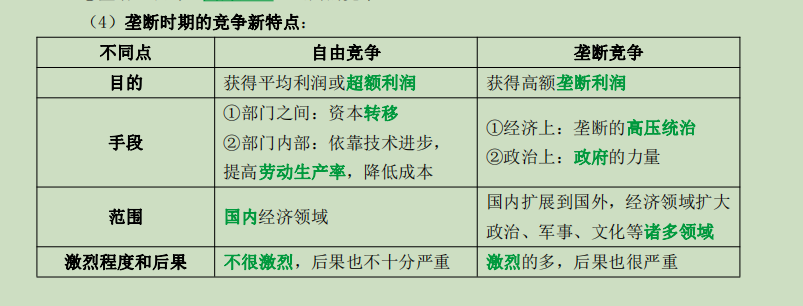 （4）垄断时期的竞争新特点：
不同点 自由竞争 垄断竞争
目的 获得平均利润或超额利润 获得高额垄断利润
手段 ①部门之间：资本转移
②部门内部：依靠技术进步，
提高劳动生产率，降低成本
①经济上：垄断的高压统治
②政治上：政府的力量
范围 国内经济领域 国内扩展到国外，经济领域扩大
政治、军事、文化等诸多领域
激烈程度和后果 不很激烈，后果也不十分严重 激烈的多，后果也很严重